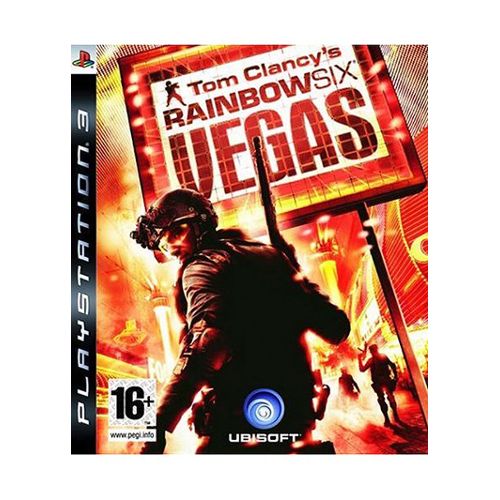 PLAYSTATION 3
Tom Clancy's
RAINBOWSIX
VEGAS
16+
www.pegi.info
UBISOFT